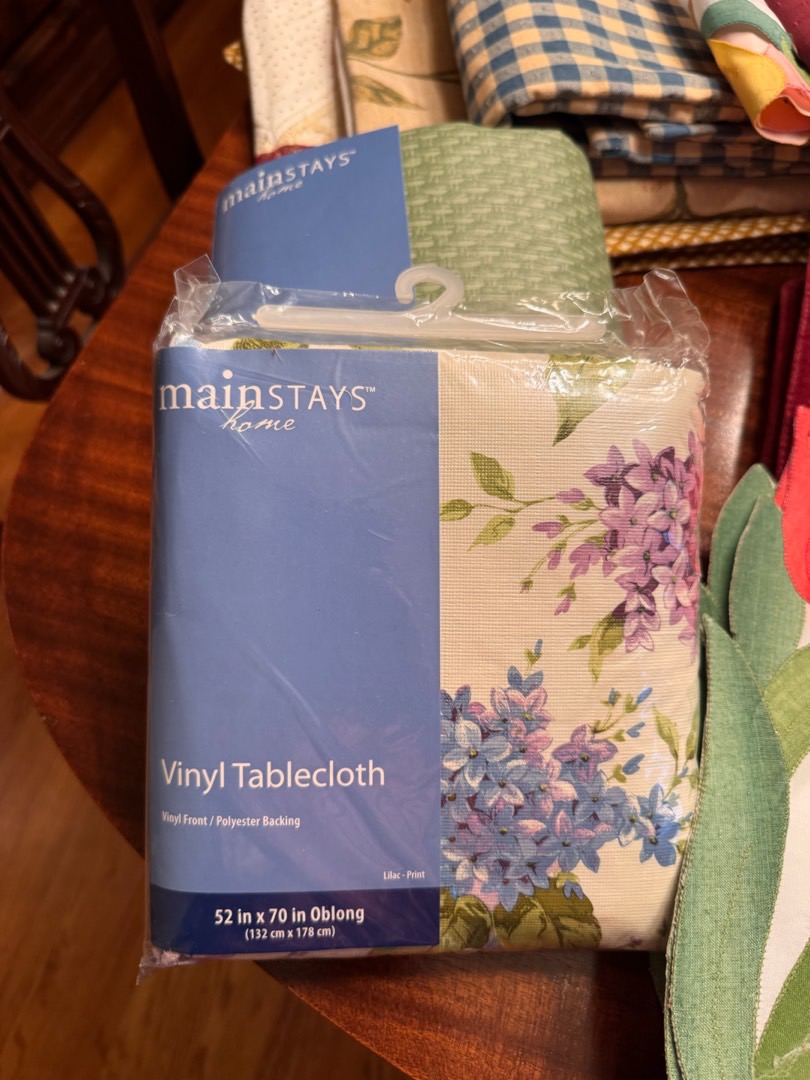 mainSTAYS™
home
mainSTAYS™
home
Vinyl Tablecloth
Vinyl Front / Polyester Backing
Lilac - Print
52 in x 70 in Oblong
(132 cm x 178 cm)